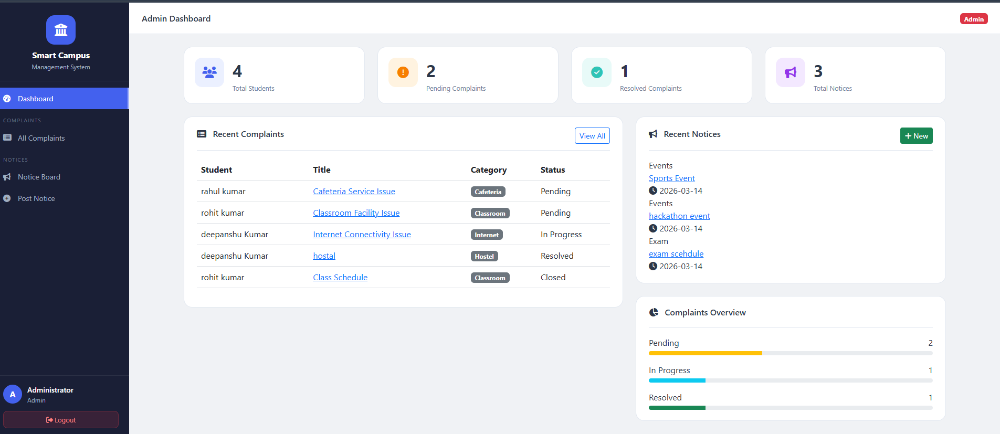 Smart Campus
Management System
Dashboard
COMPLAINTS
All Complaints
NOTICES
Notice Board
Post Notice
A
Administrator
Admin
Logout
Admin Dashboard
Admin
4
Total Students
2
Pending Complaints
1
Resolved Complaints
3
Total Notices
Recent Complaints
View All
Student Title Category Status
rahul kumar Cafeteria Service Issue Cafeteria Pending
rohit kumar Classroom Facility Issue Classroom Pending
deepanshu Kumar Internet Connectivity Issue Internet In Progress
deepanshu Kumar hostal Hostel Resolved
rohit kumar Class Schedule Classroom Closed
Recent Notices
+ New
Events
Sports Event
2026-03-14
Events
hackathon event
2026-03-14
Exam
exam scehdule
2026-03-14
Complaints Overview
Pending 2
In Progress 1
Resolved 1